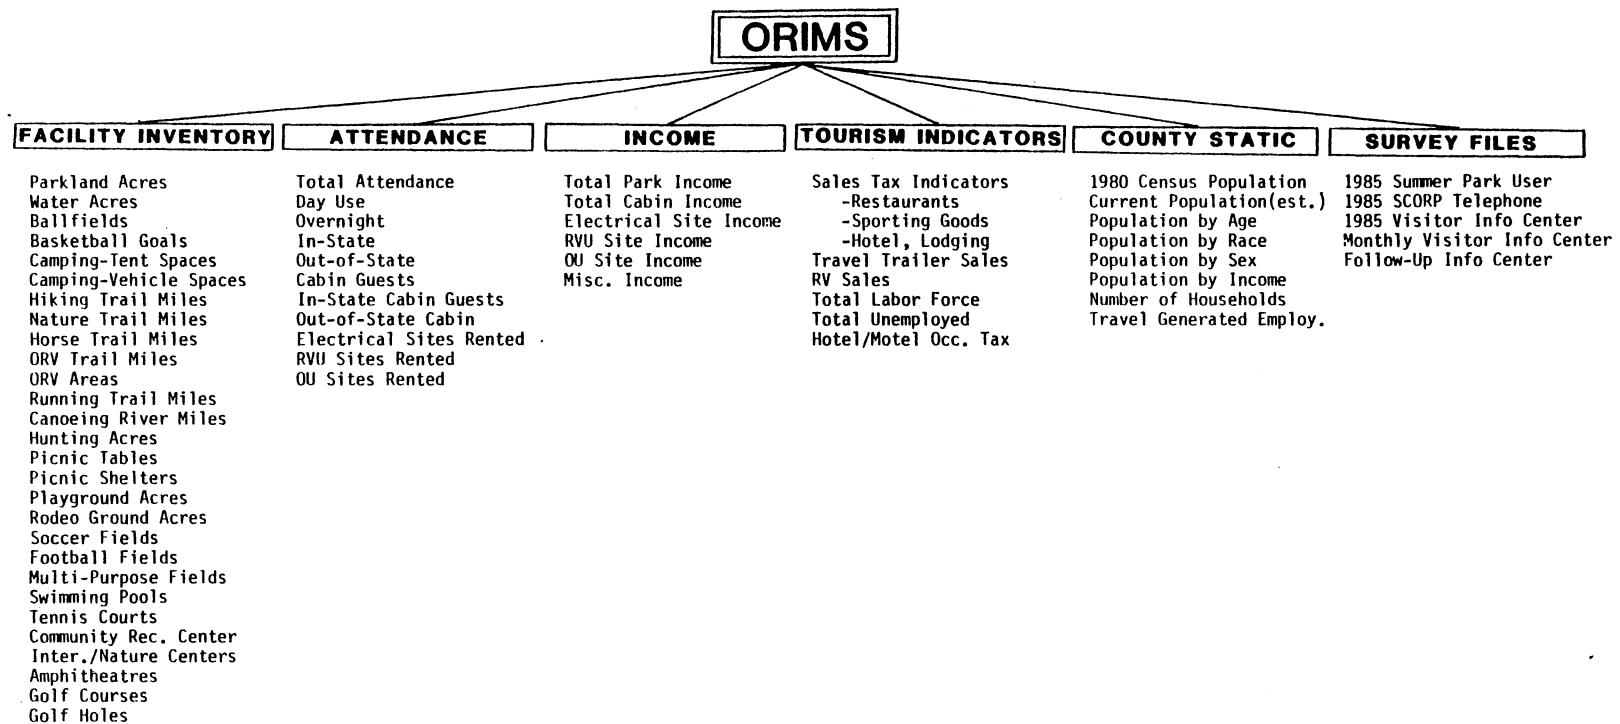 ORIMS
FACILITY INVENTORY
Parkland Acres
Water Acres
Ballfields
Basketball Goals
Camping-Tent Spaces
Camping-Vehicle Spaces
Hiking Trail Miles
Nature Trail Miles
Horse Trail Miles
ORV Trail Miles
ORV Areas
Running Trail Miles
Canoeing River Miles
Hunting Acres
Picnic Tables
Picnic Shelters
Playground Acres
Rodeo Ground Acres
Soccer Fields
Football Fields
Multi-Purpose Fields
Swimming Pools
Tennis Courts
Community Rec. Center
Inter./Nature Centers
Amphitheatres
Golf Courses
Golf Holes
ATTENDANCE
Total Attendance
Day Use
Overnight
In-State
Out-of-State
Cabin Guests
In-State Cabin Guests
Out-of-State Cabin
Electrical Sites Rented
RVU Sites Rented
OU Sites Rented
INCOME
Total Park Income
Total Cabin Income
Electrical Site Income
RVU Site Income
OU Site Income
Misc. Income
TOURISM INDICATORS
Sales Tax Indicators
-Restaurants
-Sporting Goods
-Hotel, Lodging
Travel Trailer Sales
RV Sales
Total Labor Force
Total Unemployed
Hotel/Motel Occ. Tax
COUNTY STATIC
1980 Census Population
Current Population(est.)
Population by Age
Population by Race
Population by Sex
Population by Income
Number of Households
Travel Generated Employ.
SURVEY FILES
1985 Summer Park User
1985 SCORP Telephone
1985 Visitor Info Center
Monthly Visitor Info Center
Follow-Up Info Center